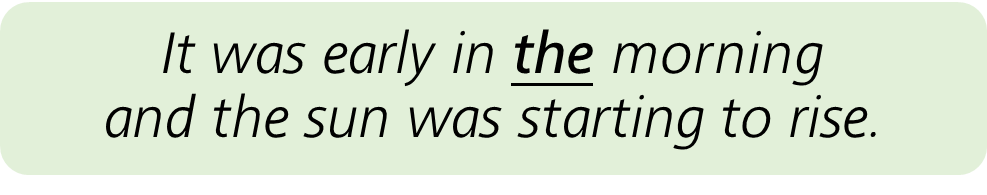 It was early in the morning
and the sun was starting to rise.